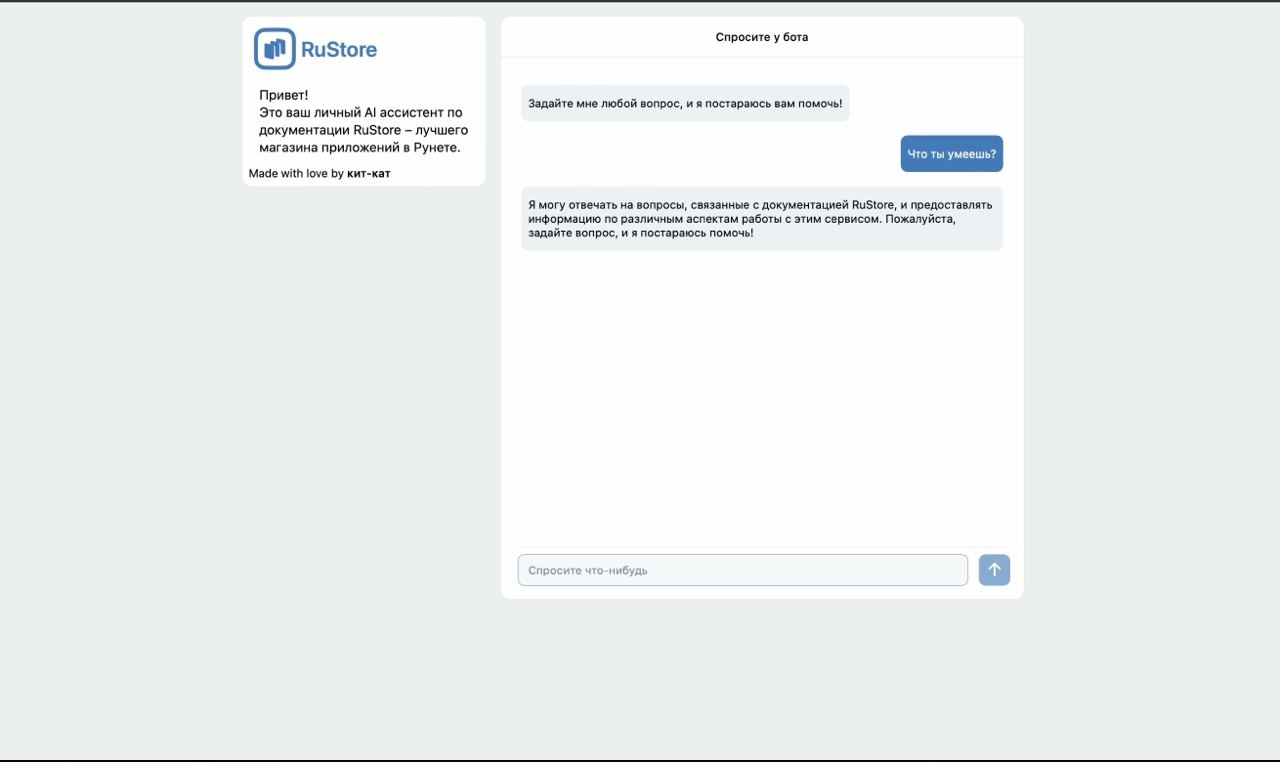 RuStore
Привет!
Это ваш личный AI ассистент по
документации RuStore – лучшего
магазина приложений в Рунете.
Made with love by кит-кат
Спросите у бота
Задайте мне любой вопрос, и я постараюсь вам помочь!
Что ты умеешь?
Я могу отвечать на вопросы, связанные с документацией RuStore, и предоставлять
информацию по различным аспектам работы с этим сервисом. Пожалуйста,
задайте вопрос, и я постараюсь помочь!
Спросите что-нибудь